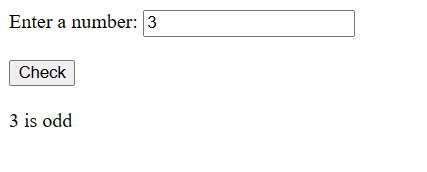 Enter a number: 3
Check
3 is odd